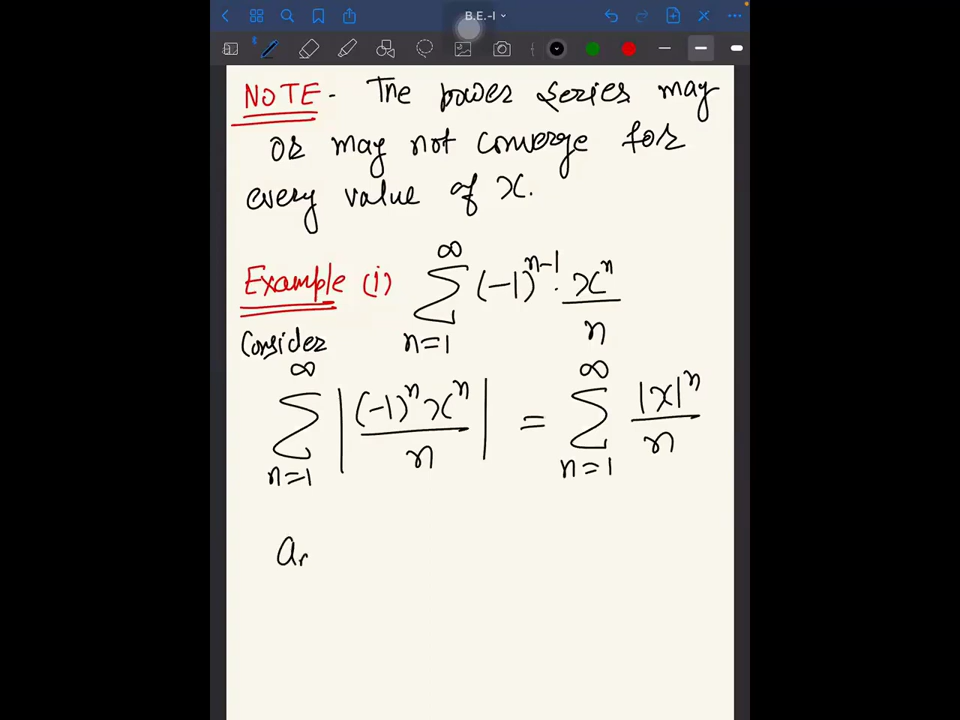 B.E.-I
NOTE - The power series may
or may not converge for
every value of x.
Example (i) ∞ ∑ n=1 (-1)^{n-1} · x^n / n
Consider
∞ ∑ n=1 | (-1)^n x^n / n | = ∞ ∑ n=1 |x|^n / n
an